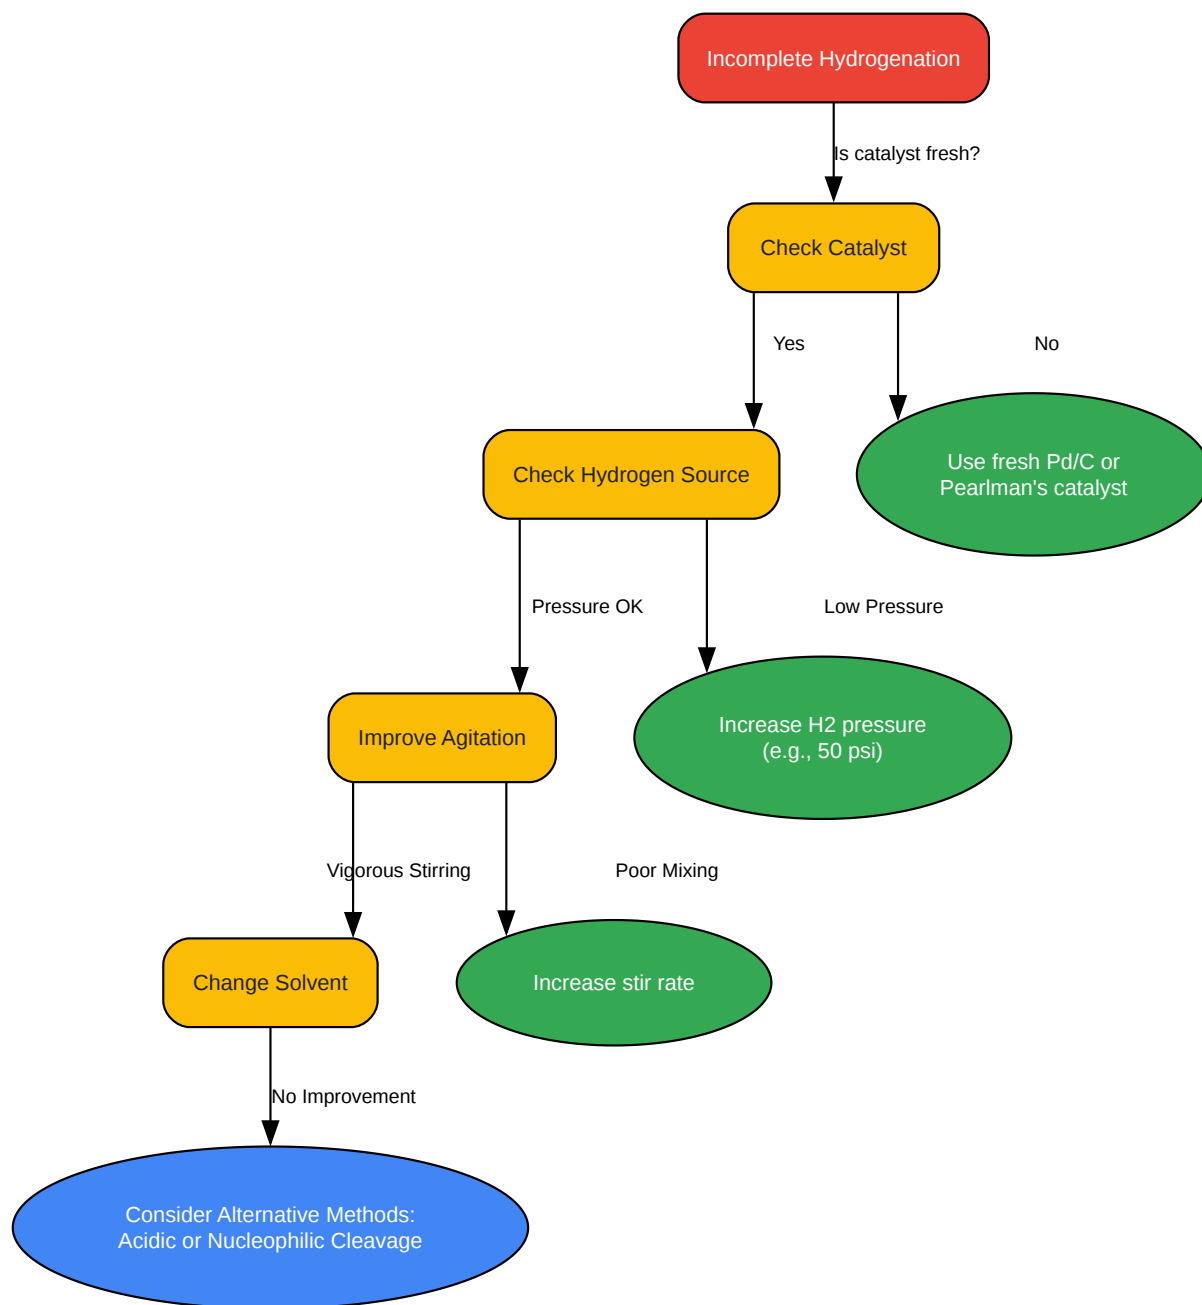 Incomplete Hydrogenation
Is catalyst fresh?
Check Catalyst
Yes
No
Check Hydrogen Source
Use fresh Pd/C or
Pearlman's catalyst
Pressure OK
Low Pressure
Improve Agitation
Increase H2 pressure
(e.g., 50 psi)
Vigorous Stirring
Poor Mixing
Change Solvent
Increase stir rate
No Improvement
Consider Alternative Methods:
Acidic or Nucleophilic Cleavage